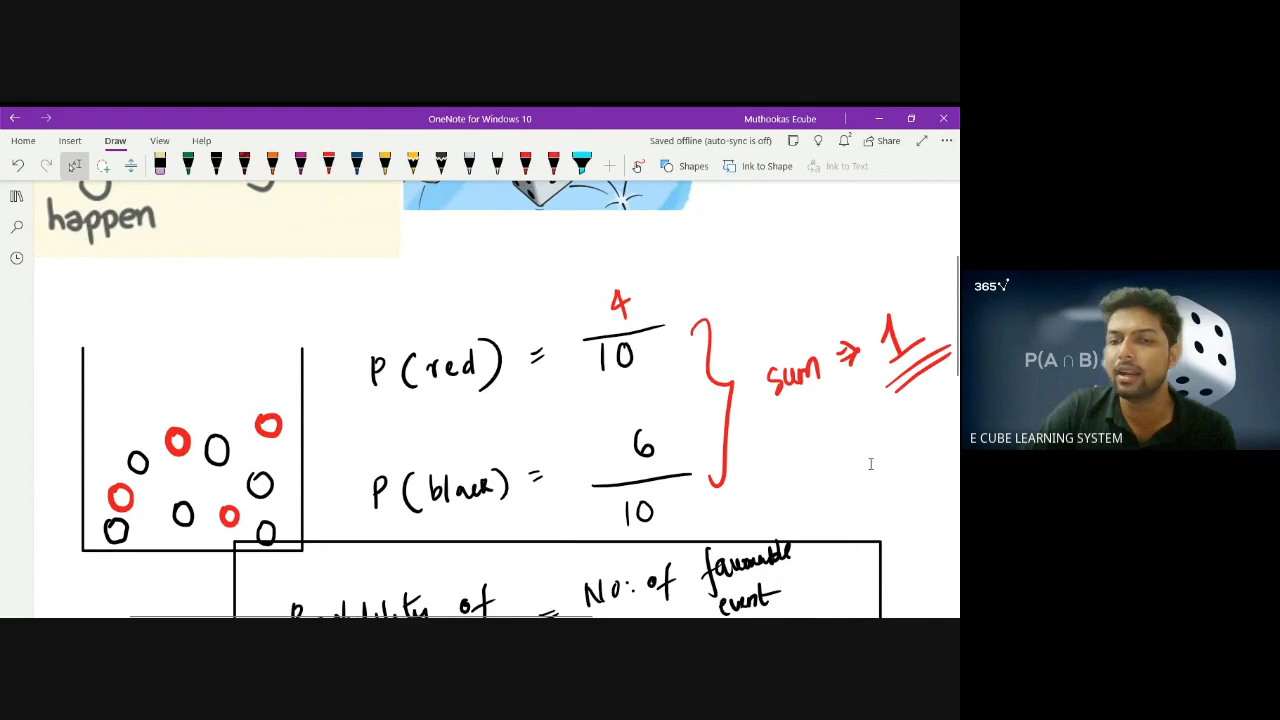 OneNote for Windows 10
Muthookas Ecube
Home Insert Draw View Help
Saved offline (auto-sync is off)
Share
Shapes
Ink to Shape
Ink to Text
happen
P(red) = 4/10
sum ⇒ 1
P(black) = 6/10
Probability of = No: of favourable
event
365
P(A ∩ B)
E CUBE LEARNING SYSTEM